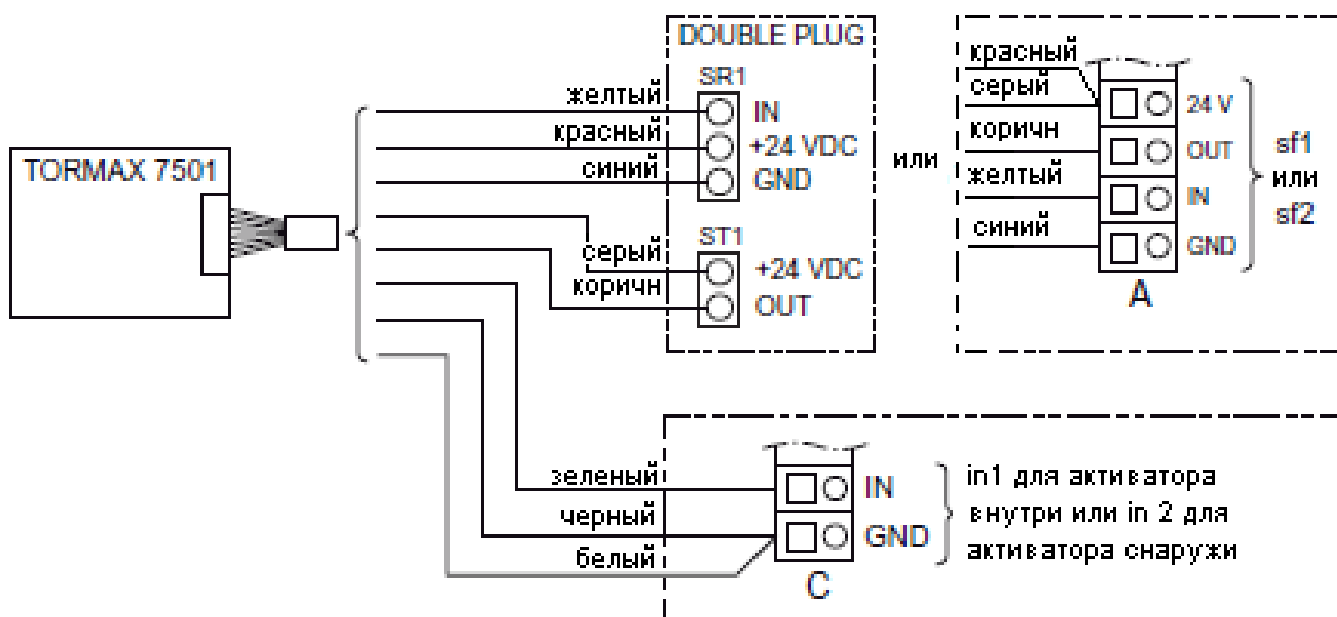 TORMAX 7501
DOUBLE PLUG
SR1
желтый IN
красный +24 VDC
синий GND
ST1
серый +24 VDC
коричн OUT
или
красный
серый 24 V
коричн OUT
желтый IN
синий GND
A
sf1
или
sf2
зеленый IN
черный GND
белый
C
in1 для активатора
внутри или in 2 для
активатора снаружи